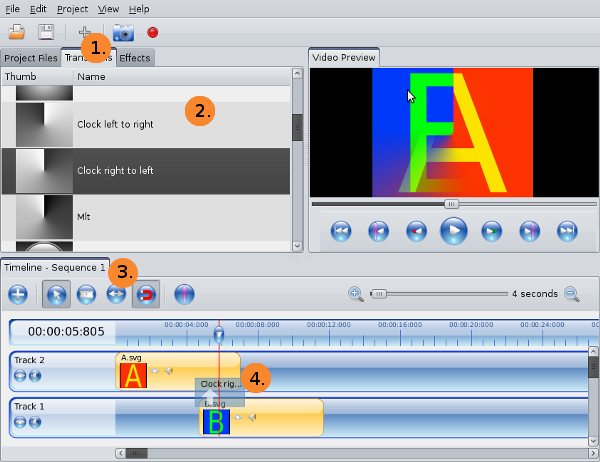 File Edit Project View Help
1.
Project Files Trans s Effects
Video Preview
Thumb Name
2.
Clock left to right
Clock right to left
Mlt
A
Timeline - Sequence 1
3.
4 seconds
00:00:05:805
00:00:04:000 00:00:08:000 00:00:12:000 00:00:16:000 00:00:20:000 00:00:24:000
Track 2
A.svg
A
Clock rig...
4.
Track 1
B.svg
B